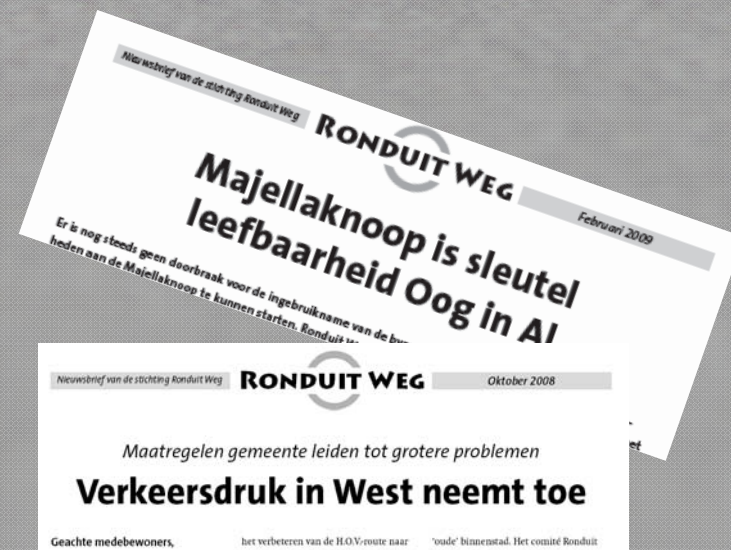 Nieuwsbrief van de stichting Ronduit Weg
RONDUIT WEG
Februari 2009
Majellaknoop is sleutel
leefbaarheid Oog in Al
Er is nog steeds geen doorbraak voor de ingebruikname van de
heden aan de Majellaknoop te kunnen starten. Ronduit
Nieuwsbrief van de stichting Ronduit Weg
RONDUIT WEG
Oktober 2008
Maatregelen gemeente leiden tot grotere problemen
Verkeersdruk in West neemt toe
Geachte medebewoners,
het verbeteren van de H.O.V.-route naar
'oude' binnenstad. Het comité Ronduit